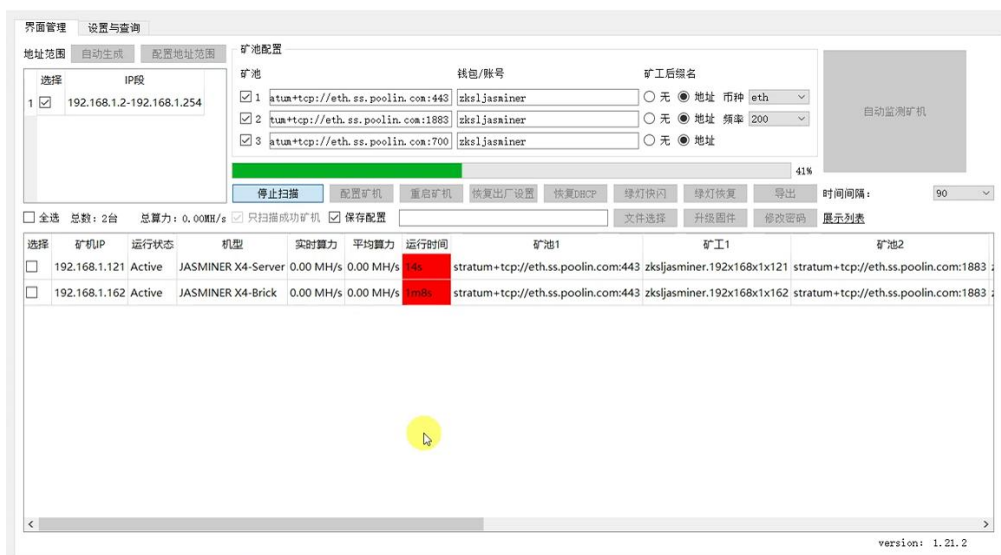 界面管理 设置与查询
地址范围 自动生成 配置地址范围
选择 IP段
1 192.168.1.2-192.168.1.254
矿池配置
矿池 钱包/账号 矿工后缀名
1 atum+tcp://eth.ss.poolin.com:443 zksljasminer 无 地址 币种 eth
2 tum+tcp://eth.ss.poolin.com:1883 zksljasminer 无 地址 频率 200
3 atum+tcp://eth.ss.poolin.com:700 zksljasminer 无 地址
自动监测矿机
41%
停止扫描 配置矿机 重启矿机 恢复出厂设置 恢复DHCP 绿灯快闪 绿灯恢复 导出 时间间隔: 90
全选 总数: 2台 总算力: 0.00MH/s 只扫描成功矿机 保存配置 文件选择 升级固件 修改密码 展示列表
选择 矿机IP 运行状态 机型 实时算力 平均算力 运行时间 矿池1 矿工1 矿池2
192.168.1.121 Active JASMINER X4-Server 0.00 MH/s 0.00 MH/s 14s stratum+tcp://eth.ss.poolin.com:443 zksljasminer.192x168x1x121 stratum+tcp://eth.ss.poolin.com:1883
192.168.1.162 Active JASMINER X4-Brick 0.00 MH/s 0.00 MH/s 1m8s stratum+tcp://eth.ss.poolin.com:443 zksljasminer.192x168x1x162 stratum+tcp://eth.ss.poolin.com:1883
version: 1.21.2